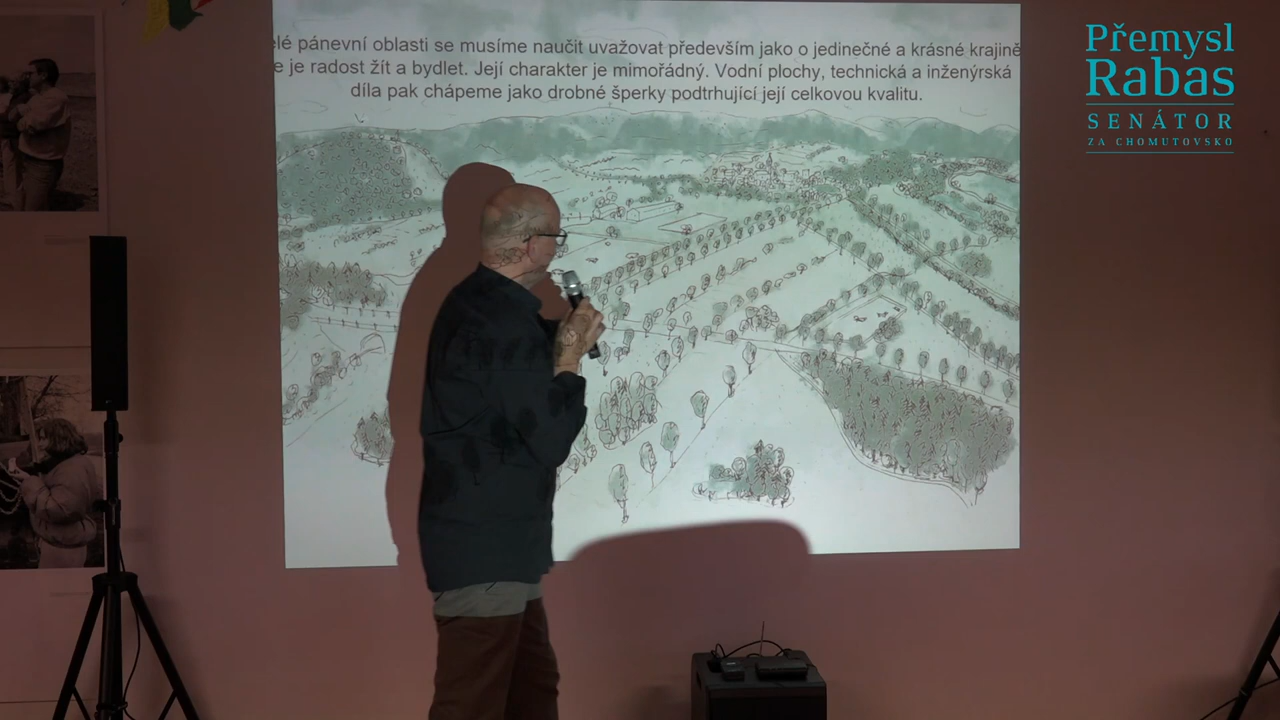 pánevní oblasti se musíme naučit uvažovat především jako o jedinečné a krásné krajině
je radost žít a bydlet. Její charakter je mimořádný. Vodní plochy, technická a inženýrská
díla pak chápeme jako drobné šperky podtrhující její celkovou kvalitu.
Přemysl
Rabas
SENÁTOR
ZA CHOMUTOVSKO